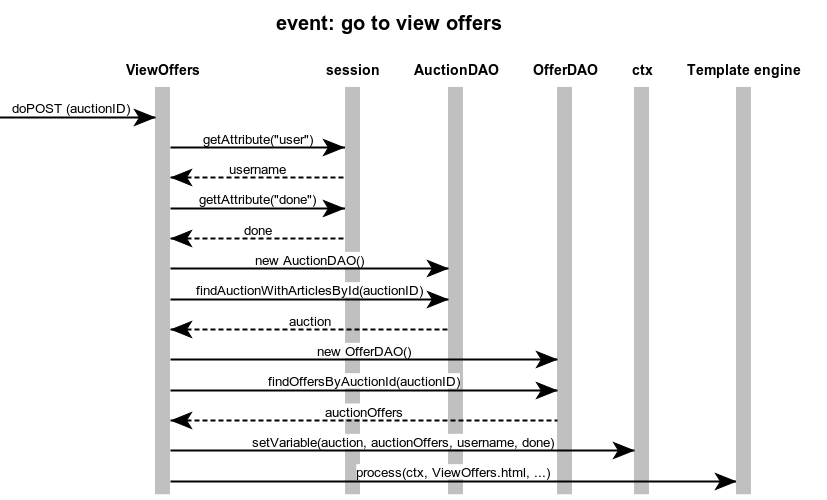 event: go to view offers
ViewOffers session AuctionDAO OfferDAO ctx Template engine
doPOST (auctionID)
getAttribute("user")
username
gettAttribute("done")
done
new AuctionDAO()
findAuctionWithArticlesById(auctionID)
auction
new OfferDAO()
findOffersByAuctionId(auctionID)
auctionOffers
setVariable(auction, auctionOffers, username, done)
process(ctx, ViewOffers.html, ...)